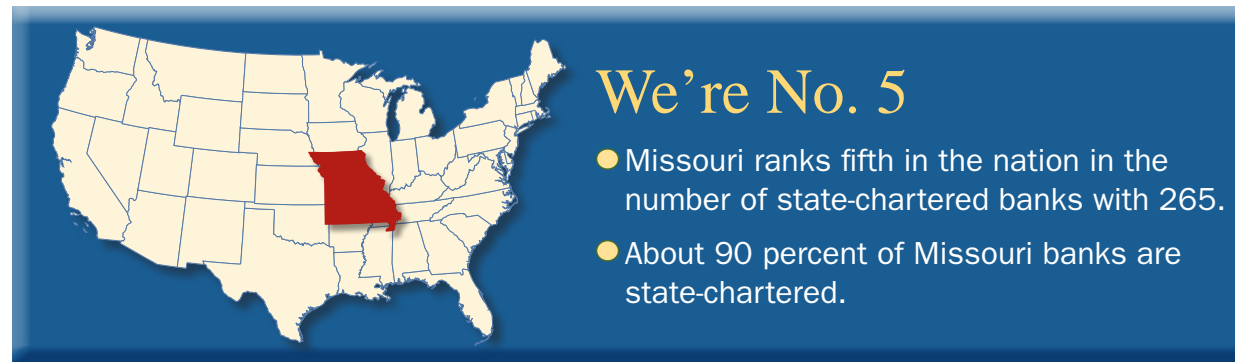 We’re No. 5
Missouri ranks fifth in the nation in the
number of state-chartered banks with 265.
About 90 percent of Missouri banks are
state-chartered.